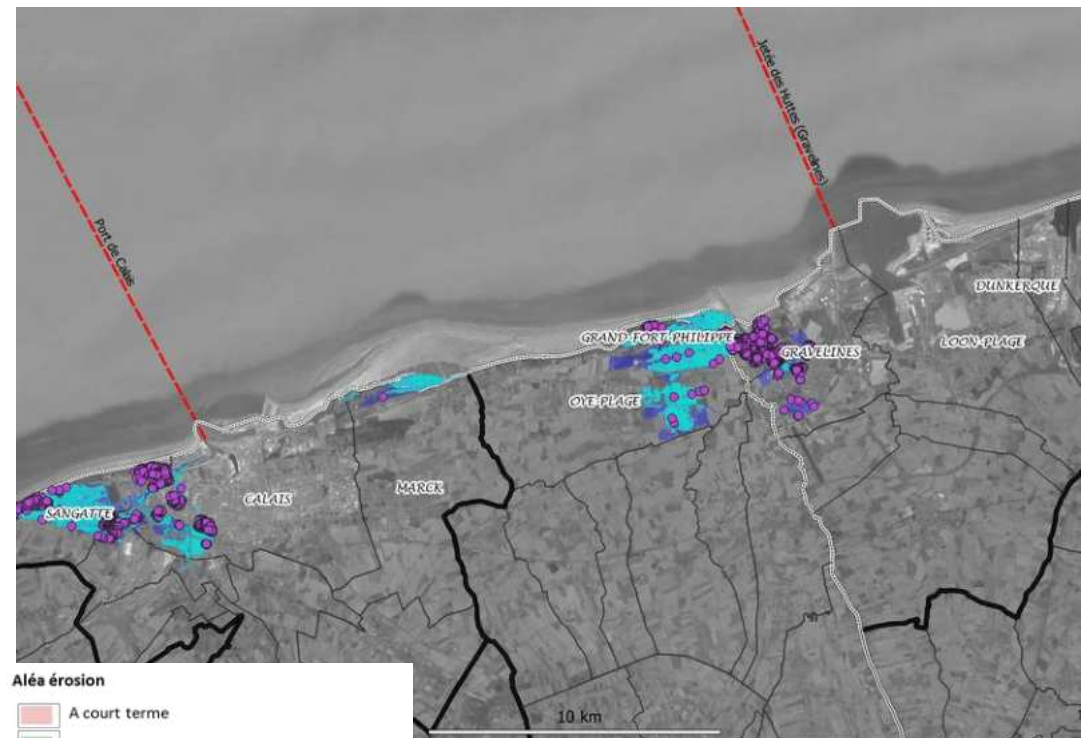 Jetée des Huttes (Gravelines)
Port de Calais
DUNKERQUE
GRAND-FORT-PHILIPPE
GRAVELINES
LOON-PLAGE
OYE-PLAGE
SANGATTE
CALAIS
MARCK
Aléa érosion
A court terme
10 km